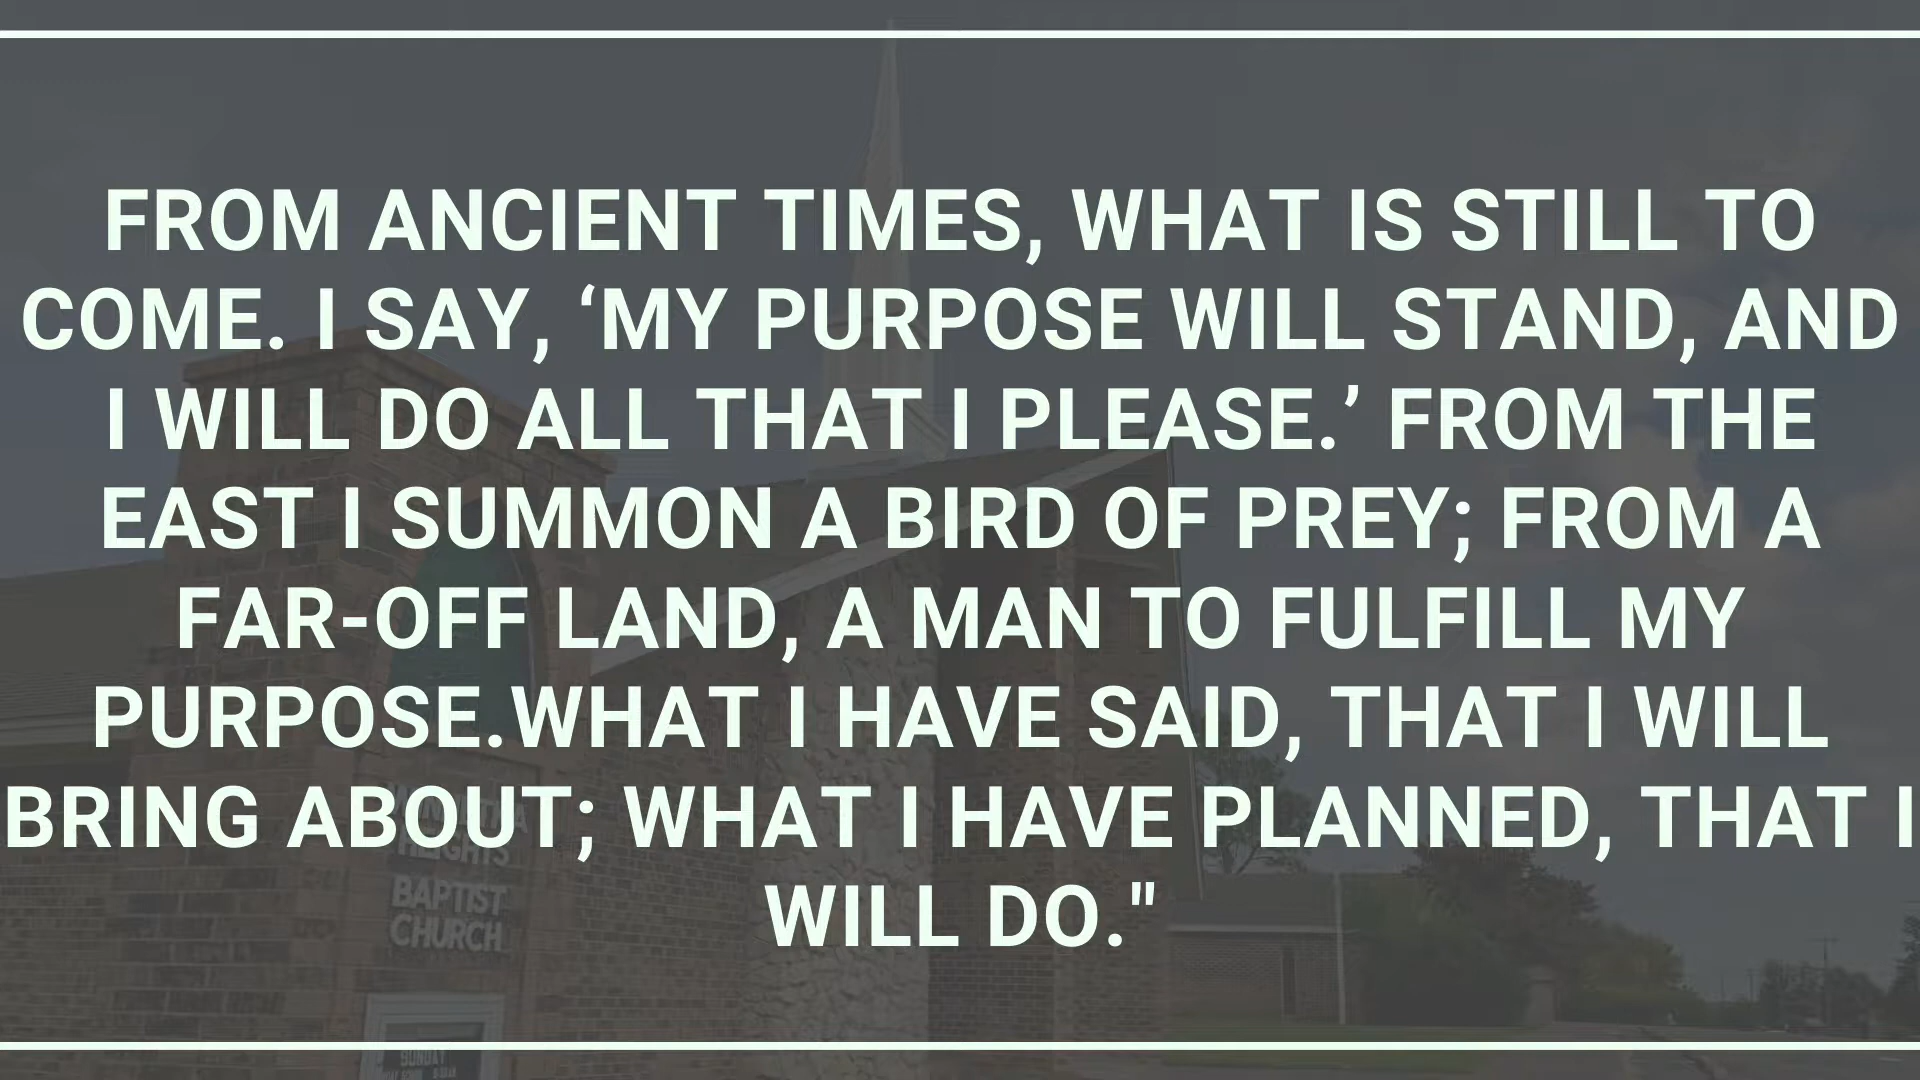 FROM ANCIENT TIMES, WHAT IS STILL TO
COME. I SAY, ‘MY PURPOSE WILL STAND, AND
I WILL DO ALL THAT I PLEASE.’ FROM THE
EAST I SUMMON A BIRD OF PREY; FROM A
FAR-OFF LAND, A MAN TO FULFILL MY
PURPOSE.WHAT I HAVE SAID, THAT I WILL
BRING ABOUT; WHAT I HAVE PLANNED, THAT I
WILL DO."
HEIGHTS
BAPTIST
CHURCH
SUNDAY